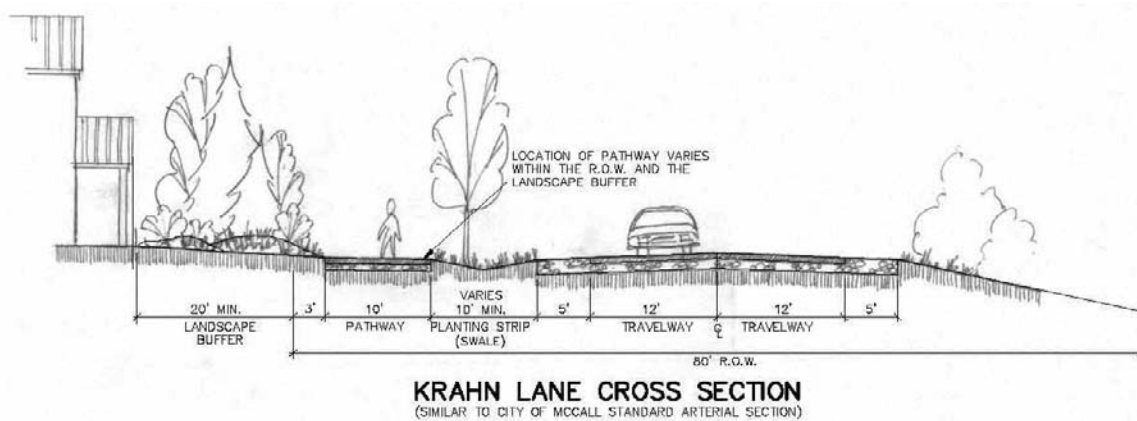 LOCATION OF PATHWAY VARIES
WITHIN THE R.O.W. AND THE
LANDSCAPE BUFFER
20' MIN.
LANDSCAPE
BUFFER
3'
10'
PATHWAY
VARIES
10' MIN.
PLANTING STRIP
(SWALE)
5'
12'
TRAVELWAY
℄
12'
TRAVELWAY
5'
80' R.O.W.
KRAHN LANE CROSS SECTION
(SIMILAR TO CITY OF MCCALL STANDARD ARTERIAL SECTION)